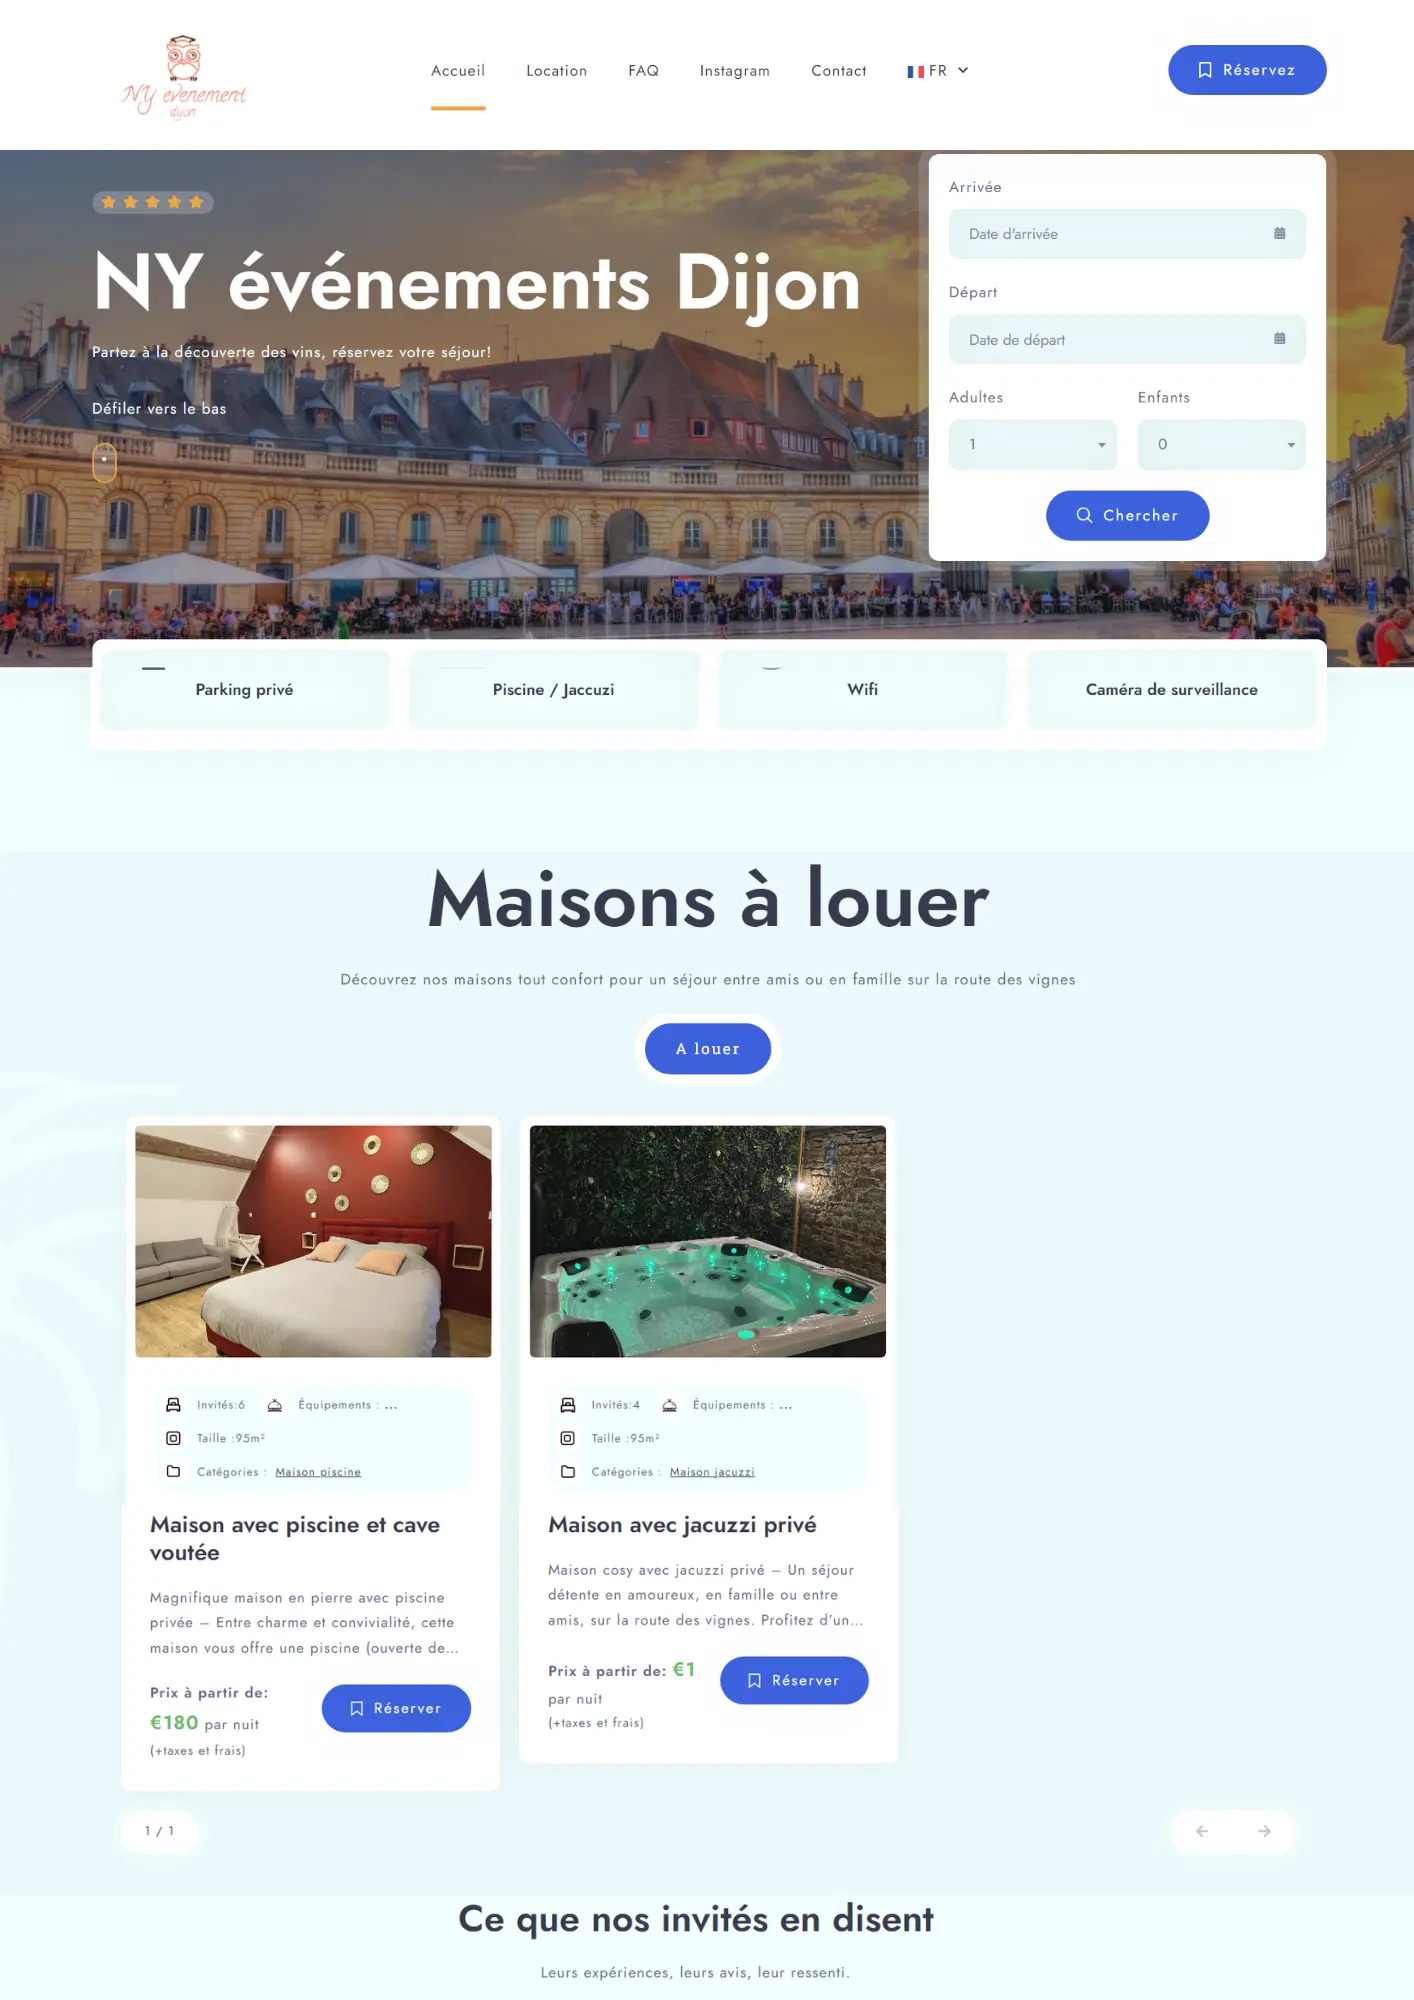 NY evenement
dijon
Accueil
Location
FAQ
Instagram
Contact
FR
Réservez
NY événements Dijon
Partez à la découverte des vins, réservez votre séjour!
Défiler vers le bas
Arrivée
Date d'arrivée
Départ
Date de départ
Adultes
Enfants
1
0
Chercher
Parking privé
Piscine / Jaccuzi
Wifi
Caméra de surveillance
Maisons à louer
Découvrez nos maisons tout confort pour un séjour entre amis ou en famille sur la route des vignes
A louer
Invités:6
Équipements : ...
Taille :95m²
Catégories : Maison piscine
Maison avec piscine et cave
voutée
Magnifique maison en pierre avec piscine
privée – Entre charme et convivialité, cette
maison vous offre une piscine (ouverte de...
Prix à partir de:
€180 par nuit
(+taxes et frais)
Réserver
Invités:4
Équipements : ...
Taille :95m²
Catégories : Maison jacuzzi
Maison avec jacuzzi privé
Maison cosy avec jacuzzi privé – Un séjour
détente en amoureux, en famille ou entre
amis, sur la route des vignes. Profitez d'un...
Prix à partir de: €1
par nuit
(+taxes et frais)
Réserver
1 / 1
Ce que nos invités en disent
Leurs expériences, leurs avis, leur ressenti.